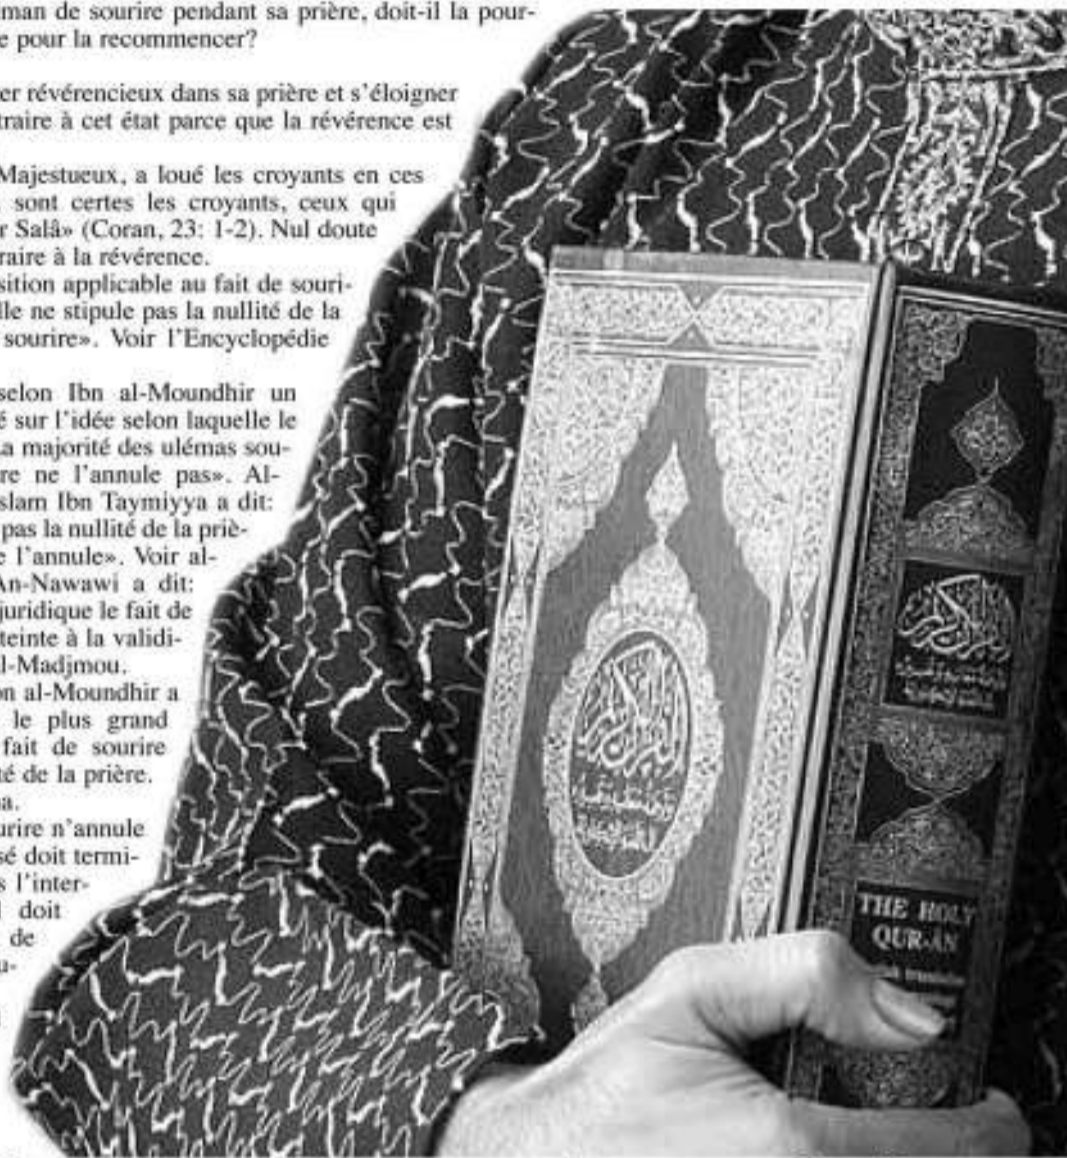 man de sourire pendant sa prière, doit-il la pour-
e pour la recommencer?
er révérencieux dans sa prière et s'éloigner
traire à cet état parce que la révérence est
Majestueux, a loué les croyants en ces
sont certes les croyants, ceux qui
r Salâ» (Coran, 23: 1-2). Nul doute
raire à la révérence.
sition applicable au fait de souri-
lle ne stipule pas la nullité de la
sourire». Voir l'Encyclopédie
selon Ibn al-Moundhir un
é sur l'idée selon laquelle le
a majorité des ulémas sou-
re ne l'annule pas». Al-
slam Ibn Taymiyya a dit:
pas la nullité de la priè-
e l'annule». Voir al-
An-Nawawi a dit:
juridique le fait de
teinte à la validi-
l-Madjmou.
on al-Moundhir a
le plus grand
fait de sourire
té de la prière.
a.
urire n'annule
sé doit termi-
s l'inter-
l doit
de
u-
THE HOLY
QUR-ÂN